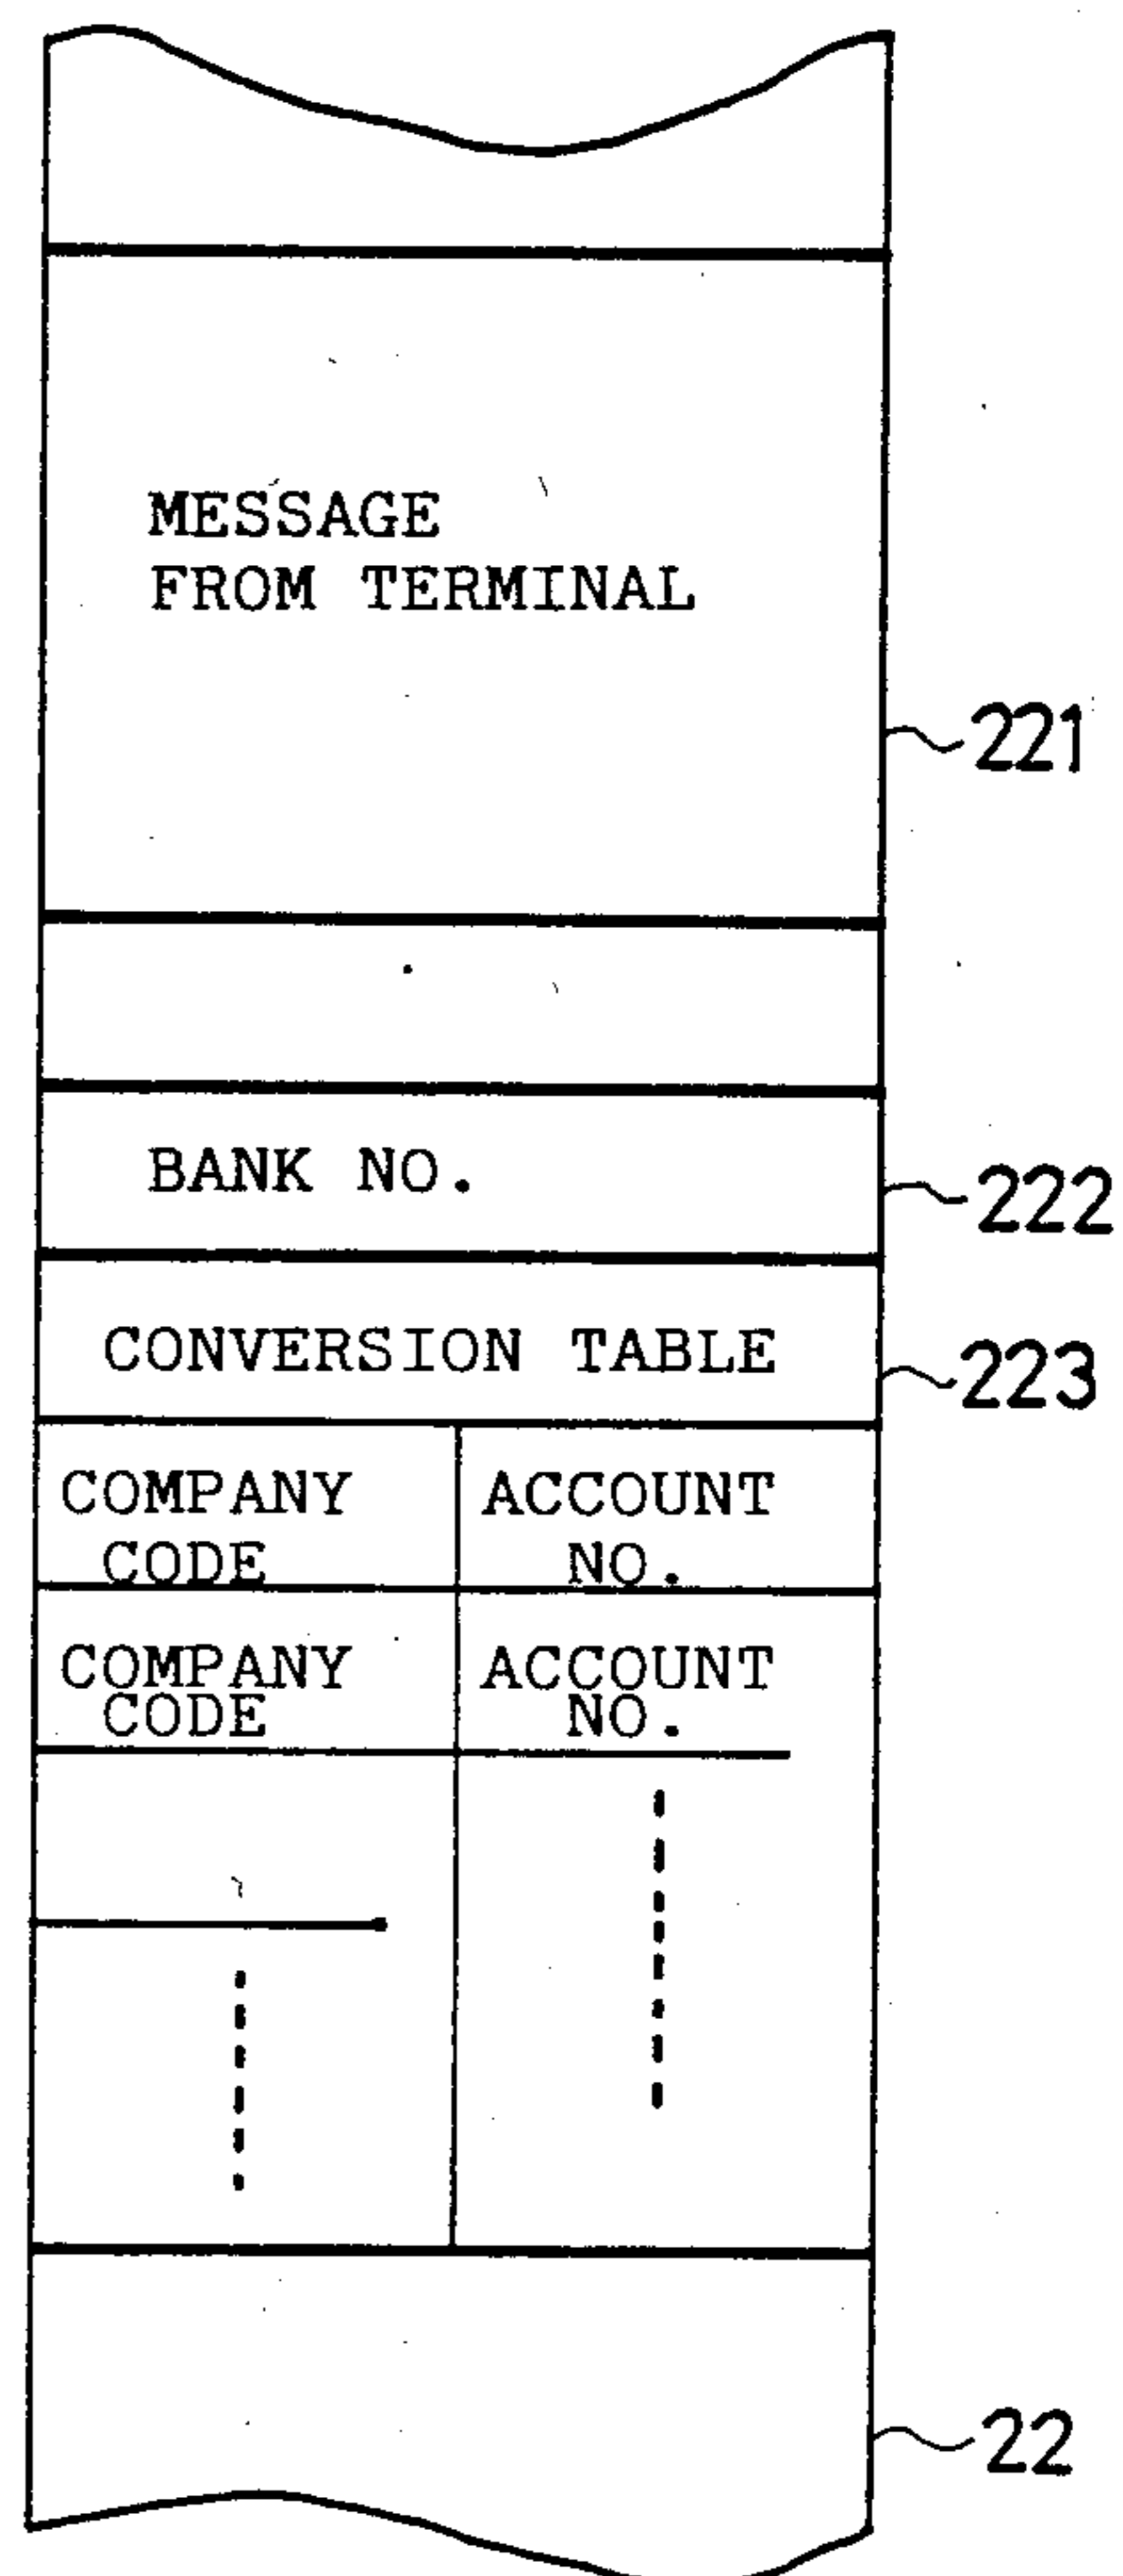 MESSAGE
FROM TERMINAL
221
BANK NO.
222
CONVERSION TABLE
223
COMPANY ACCOUNT
CODE NO.
COMPANY ACCOUNT
CODE NO.
22